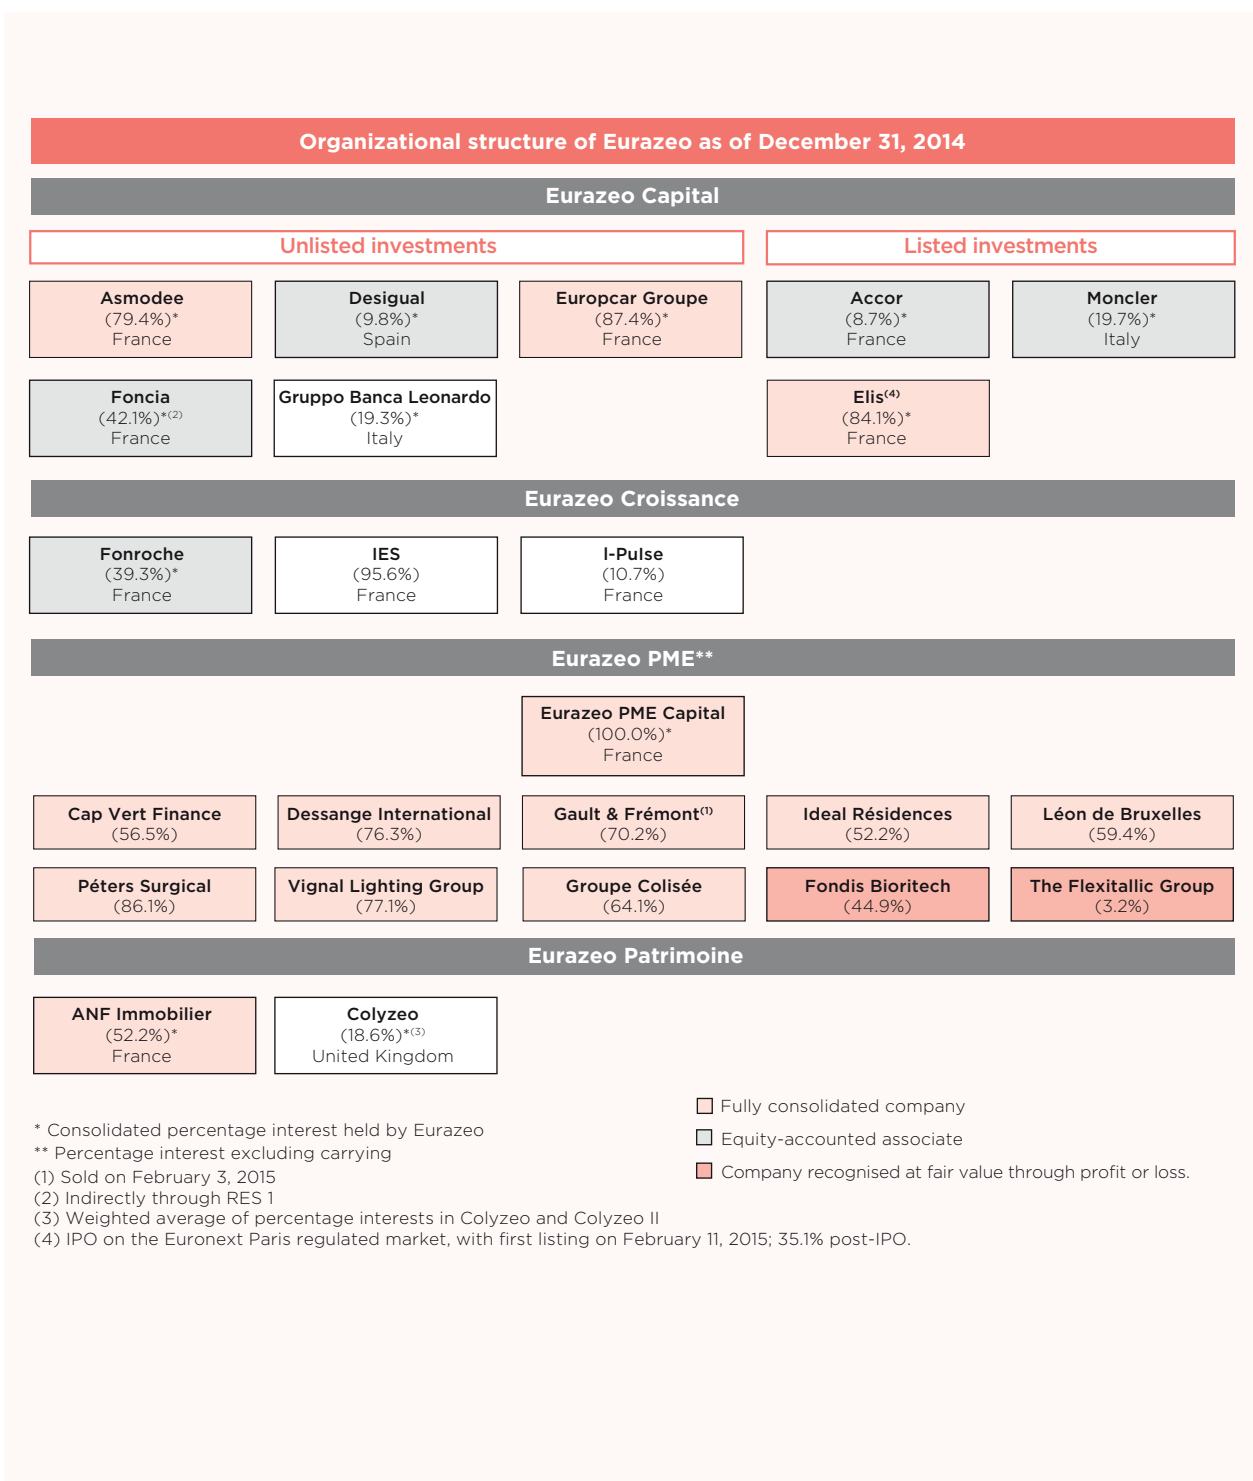 Organizational structure of Eurazeo as of December 31, 2014
Eurazeo Capital
Unlisted investments
Listed investments
Asmodee
(79.4%)*
France
Desigual
(9.8%)*
Spain
Europcar Groupe
(87.4%)*
France
Accor
(8.7%)*
France
Moncler
(19.7%)*
Italy
Foncia
(42.1%)*(2)
France
Gruppo Banca Leonardo
(19.3%)*
Italy
Elis(4)
(84.1%)*
France
Eurazeo Croissance
Fonroche
(39.3%)*
France
IES
(95.6%)
France
I-Pulse
(10.7%)
France
Eurazeo PME**
Eurazeo PME Capital
(100.0%)*
France
Cap Vert Finance
(56.5%)
Dessange International
(76.3%)
Gault & Frémont(1)
(70.2%)
Ideal Résidences
(52.2%)
Léon de Bruxelles
(59.4%)
Péters Surgical
(86.1%)
Vignal Lighting Group
(77.1%)
Groupe Colisée
(64.1%)
Fondis Bioritech
(44.9%)
The Flexitallic Group
(3.2%)
Eurazeo Patrimoine
ANF Immobilier
(52.2%)*
France
Colyzeo
(18.6%)*(3)
United Kingdom
Fully consolidated company
Equity-accounted associate
Company recognised at fair value through profit or loss.
* Consolidated percentage interest held by Eurazeo
** Percentage interest excluding carrying
(1) Sold on February 3, 2015
(2) Indirectly through RES 1
(3) Weighted average of percentage interests in Colyzeo and Colyzeo II
(4) IPO on the Euronext Paris regulated market, with first listing on February 11, 2015; 35.1% post-IPO.